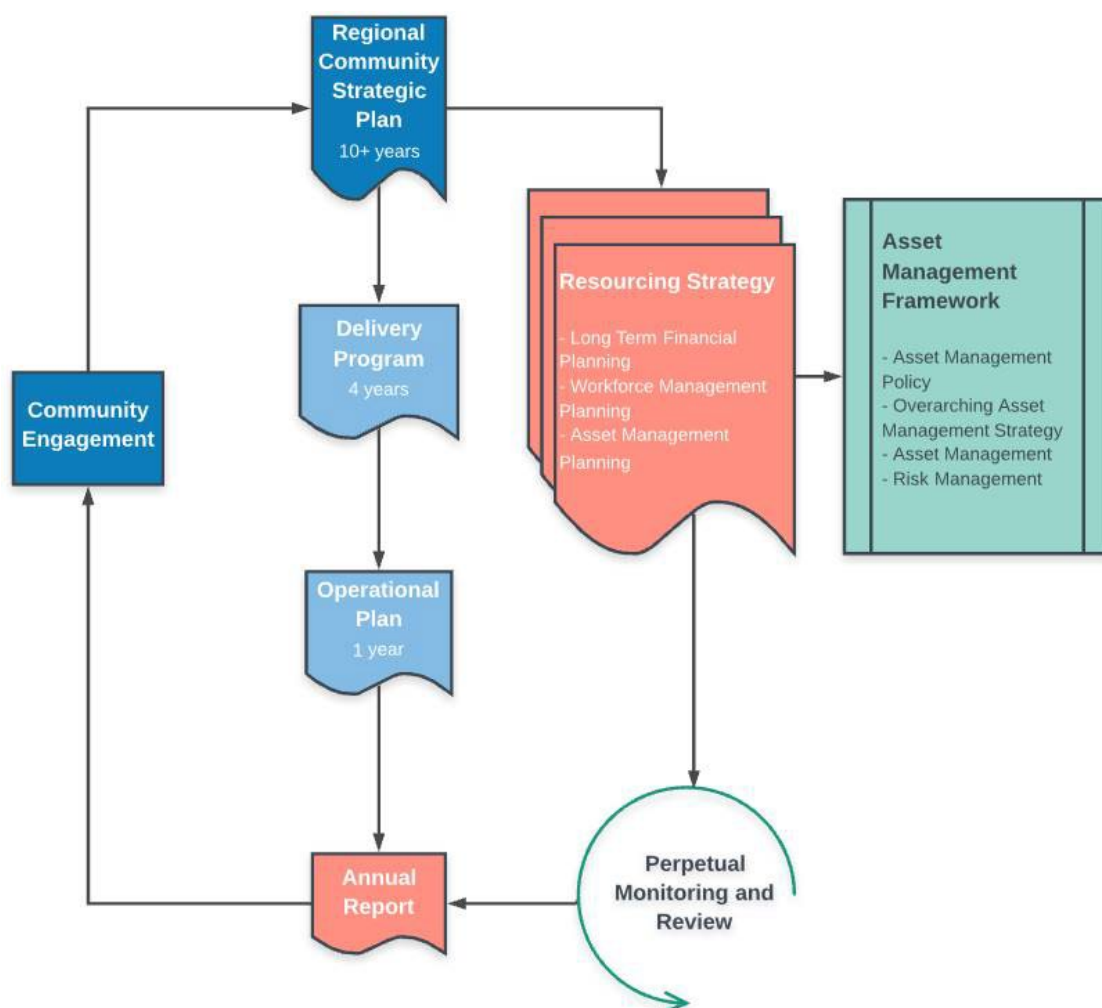 Regional
Community
Strategic
Plan
10+ years
Resourcing Strategy
- Long Term Financial
Planning
- Workforce Management
Planning
- Asset Management
Planning
Asset
Management
Framework
- Asset Management
Policy
- Overarching Asset
Management Strategy
- Asset Management
- Risk Management
Delivery
Program
4 years
Community
Engagement
Operational
Plan
1 year
Annual
Report
Perpetual
Monitoring and
Review